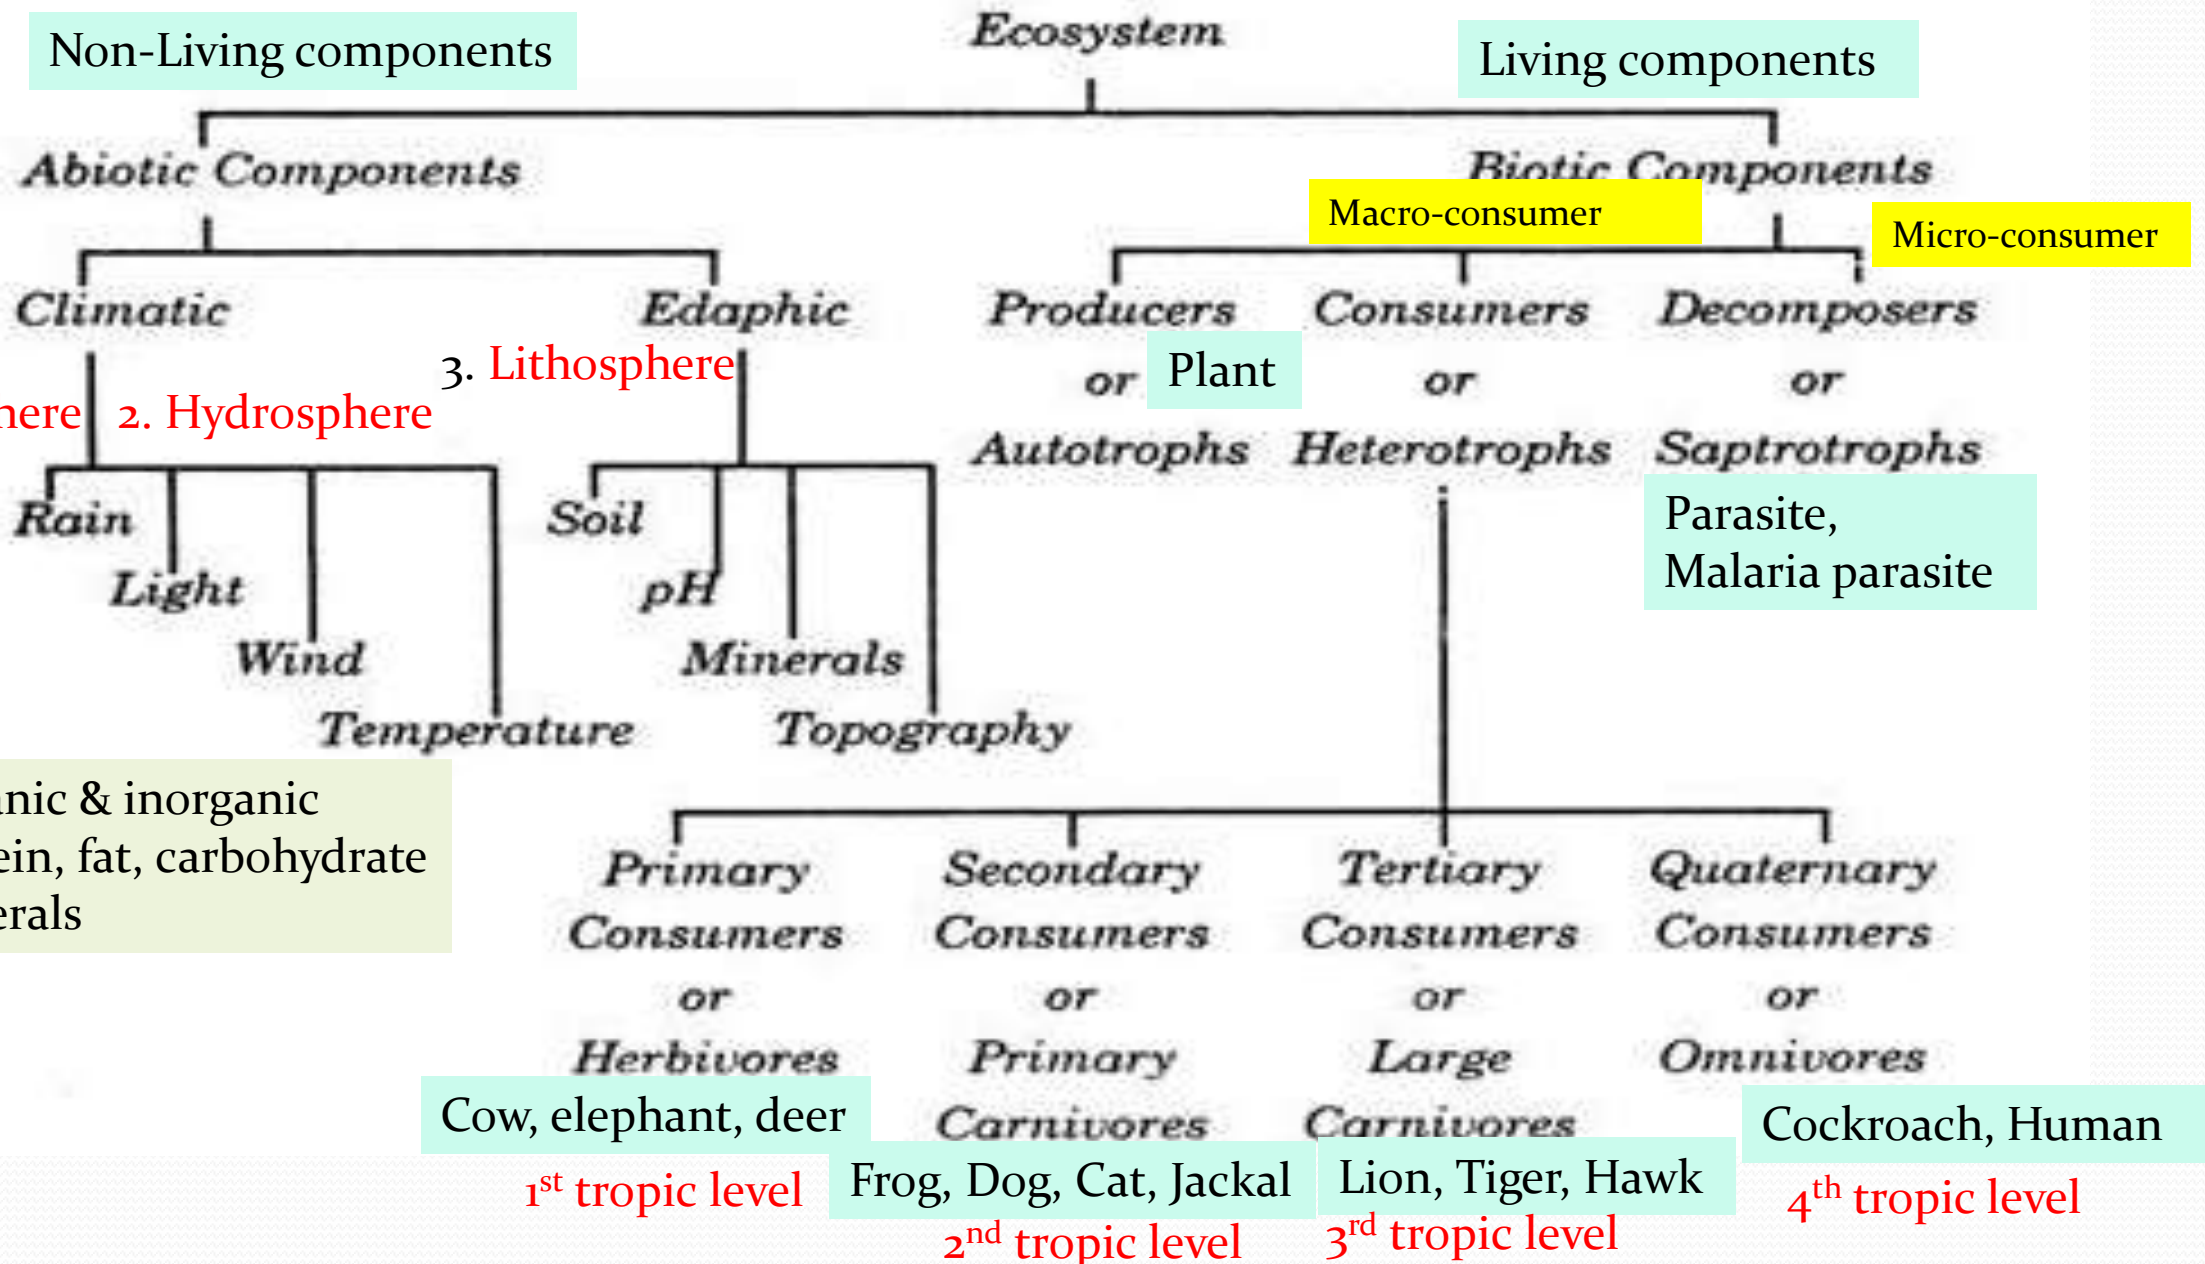 Ecosystem
Non-Living components
Living components
Abiotic Components
Biotic Components
Macro-consumer
Micro-consumer
Climatic
Edaphic
Producers
or
Autotrophs
Plant
Consumers
or
Heterotrophs
Decomposers
or
Saptrotrophs
Parasite,
Malaria parasite
here
2. Hydrosphere
3. Lithosphere
Rain
Light
Wind
Temperature
Soil
pH
Minerals
Topography
anic & inorganic
ein, fat, carbohydrate
erals
Primary
Consumers
or
Herbivores
Cow, elephant, deer
1st tropic level
Secondary
Consumers
or
Primary
Carnivores
Frog, Dog, Cat, Jackal
2nd tropic level
Tertiary
Consumers
or
Large
Carnivores
Lion, Tiger, Hawk
3rd tropic level
Quaternary
Consumers
or
Omnivores
Cockroach, Human
4th tropic level